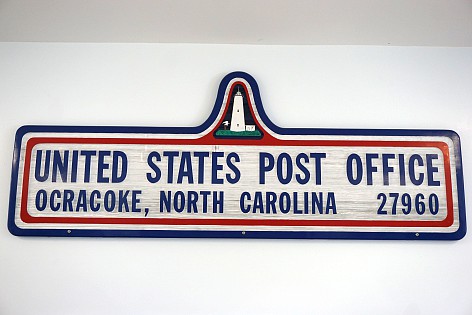 UNITED STATES POST OFFICE
OCRACOKE, NORTH CAROLINA 27960